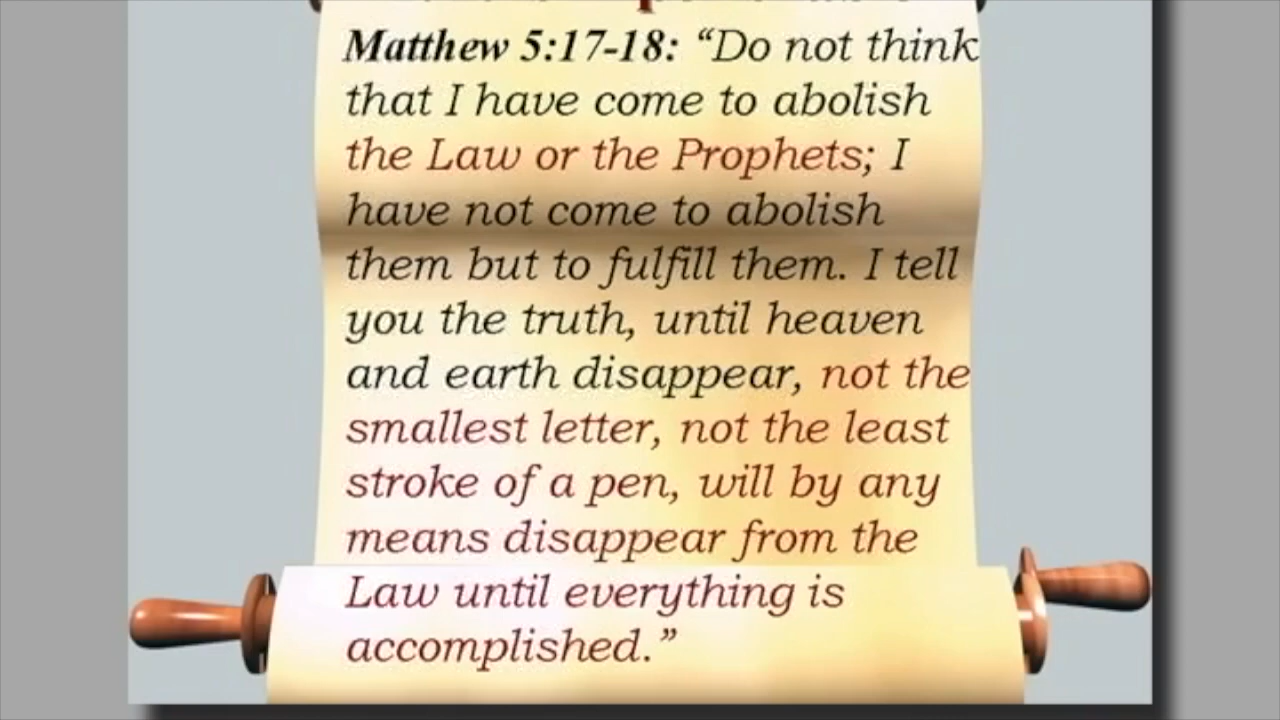 Matthew 5:17-18: “Do not think
that I have come to abolish
the Law or the Prophets; I
have not come to abolish
them but to fulfill them. I tell
you the truth, until heaven
and earth disappear, not the
smallest letter, not the least
stroke of a pen, will by any
means disappear from the
Law until everything is
accomplished.”